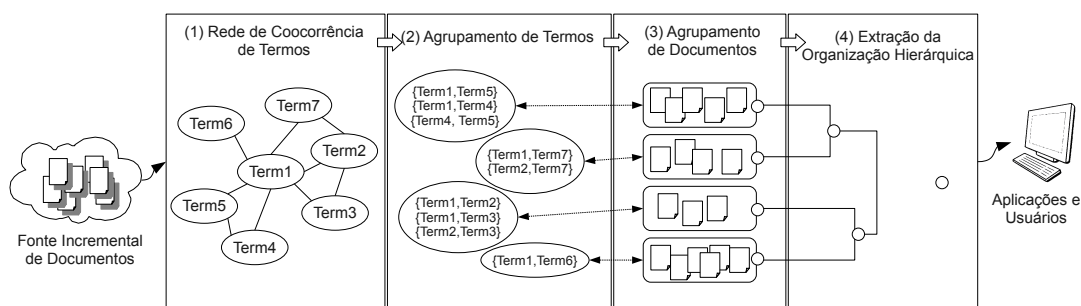 (1) Rede de Coocorrência
de Termos
(2) Agrupamento de Termos
(3) Agrupamento
de Documentos
(4) Extração da
Organização Hierárquica
Fonte Incremental
de Documentos
Term7
Term6
Term2
Term1
Term5
Term3
Term4
{Term1,Term5}
{Term1,Term4}
{Term4, Term5}
{Term1,Term7}
{Term2,Term7}
{Term1,Term2}
{Term1,Term3}
{Term2,Term3}
{Term1,Term6}
Aplicações e
Usuários